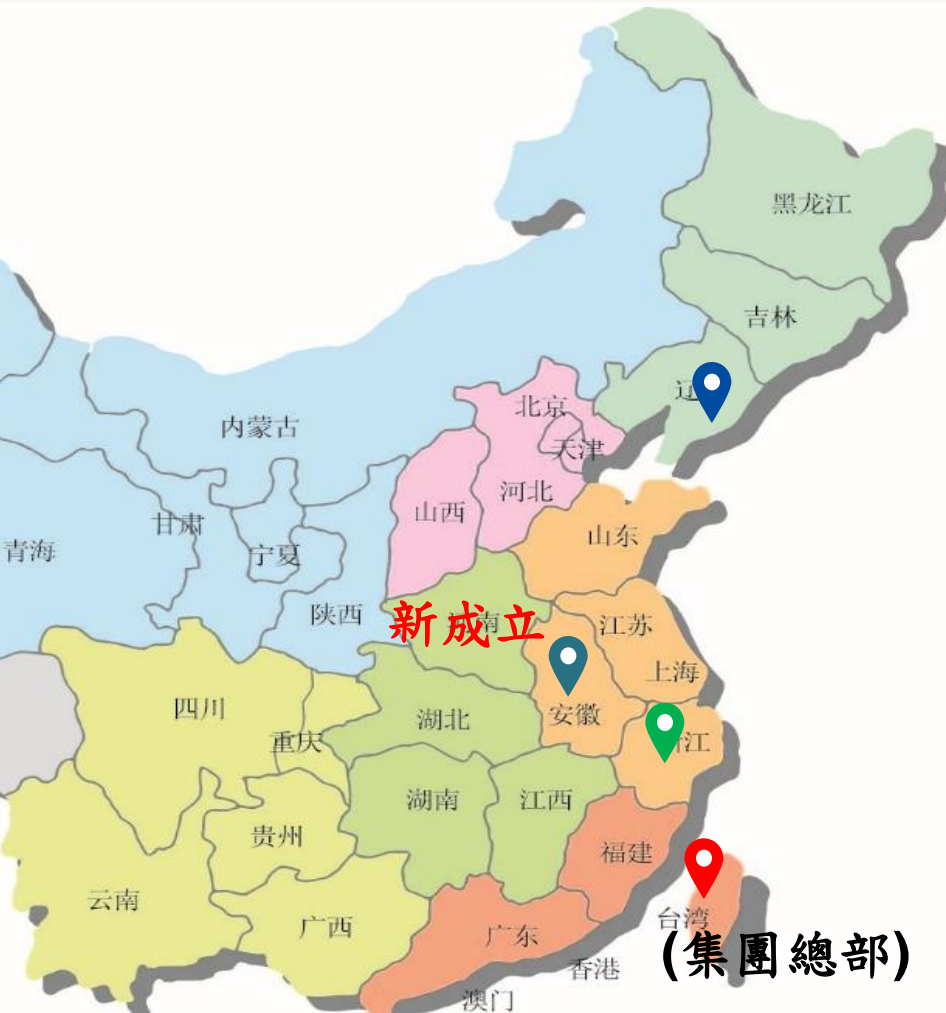 黑龙江
吉林
辽
北京
内蒙古
天津
河北
山西
甘肃
山东
青海
宁夏
陕西
新成立
南
江苏
上海
四川
安徽
湖北
重庆
江
湖南
江西
贵州
福建
云南
台湾
广西
广东
(集團總部)
香港
澳门